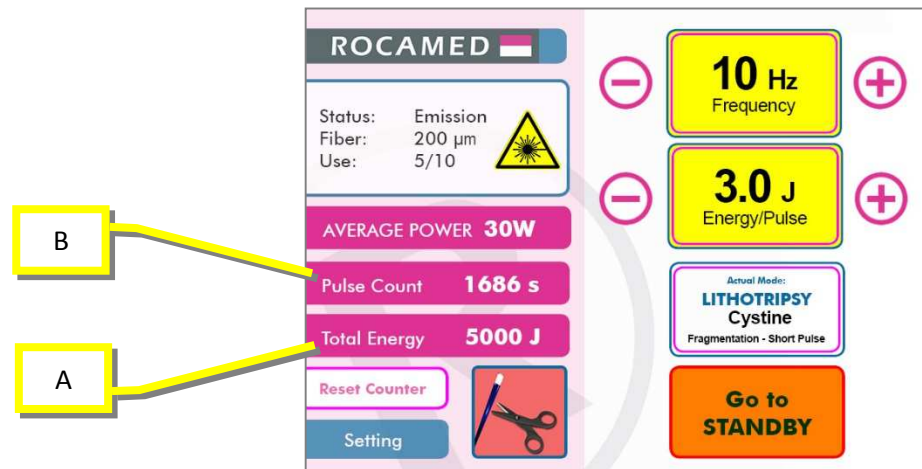 ROCAMED
Status: Emission
Fiber: 200 µm
Use: 5/10
AVERAGE POWER 30W
Pulse Count 1686 s
Total Energy 5000 J
Reset Counter
Setting
B
A
10 Hz
Frequency
3.0 J
Energy/Pulse
Actual Mode:
LITHOTRIPSY
Cystine
Fragmentation - Short Pulse
Go to
STANDBY